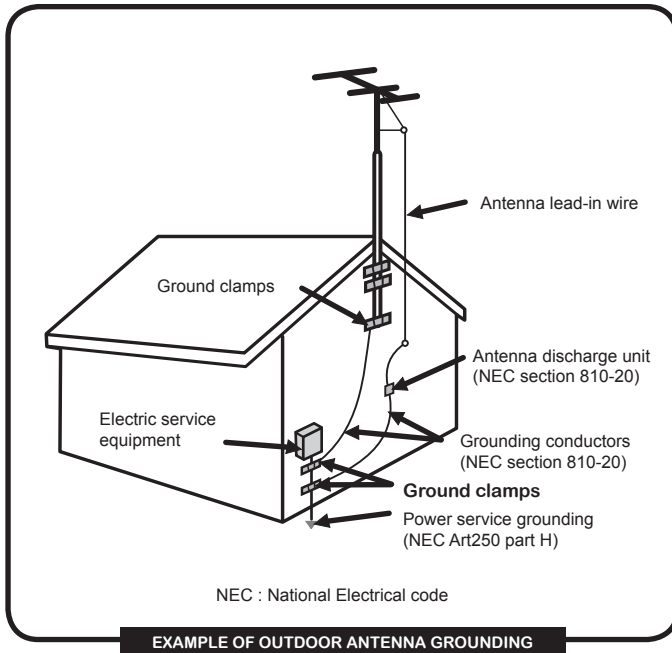 Antenna lead-in wire
Ground clamps
Antenna discharge unit
(NEC section 810-20)
Electric service
equipment
Grounding conductors
(NEC section 810-20)
Ground clamps
Power service grounding
(NEC Art250 part H)
NEC : National Electrical code
EXAMPLE OF OUTDOOR ANTENNA GROUNDING